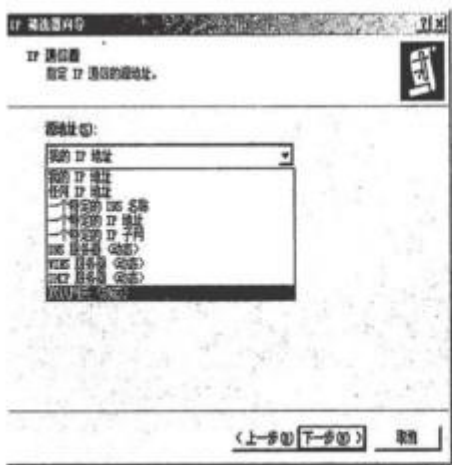 IP 筛选器向导
IP 通信源
指定 IP 通信的源地址。
源地址(S):
我的 IP 地址
我的 IP 地址
任何 IP 地址
一个特定的 DNS 名称
一个特定的 IP 地址
一个特定的 IP 子网
DNS 服务器 <动态>
WINS 服务器 <动态>
DHCP 服务器 <动态>
<上一步(B)
下一步(N)>
取消